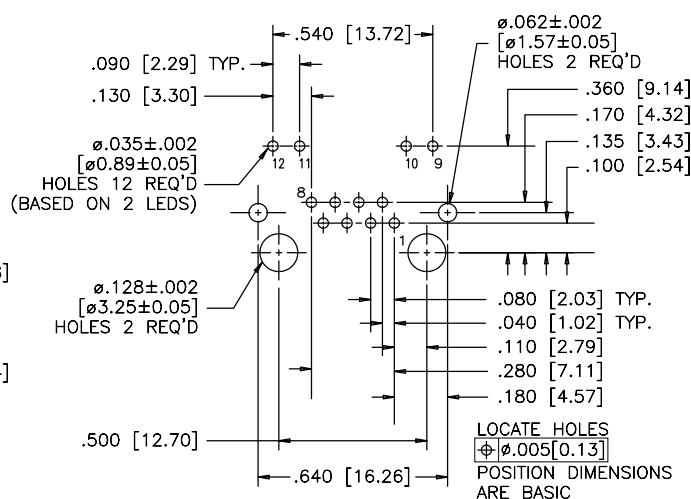 .540 [13.72]
ø.062±.002
[ø1.57±0.05]
HOLES 2 REQ'D
.090 [2.29] TYP.
.130 [3.30]
.360 [9.14]
.170 [4.32]
.135 [3.43]
.100 [2.54]
ø.035±.002
[ø0.89±0.05]
HOLES 12 REQ'D
(BASED ON 2 LEDS)
12
11
10
9
8
1
ø.128±.002
[ø3.25±0.05]
HOLES 2 REQ'D
.080 [2.03] TYP.
.040 [1.02] TYP.
.110 [2.79]
.280 [7.11]
.180 [4.57]
.500 [12.70]
.640 [16.26]
LOCATE HOLES
⌖ ø.005[0.13]
POSITION DIMENSIONS
ARE BASIC